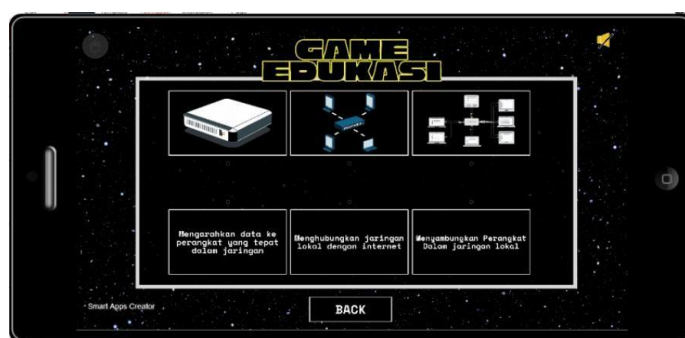 GAME
EDUKASI
Mengarahkan data ke
perangkat yang tepat
dalam jaringan
Menghubungkan jaringan
lokal dengan internet
Menyambungkan Perangkat
Dalam jaringan lokal
Smart Apps Creator
BACK